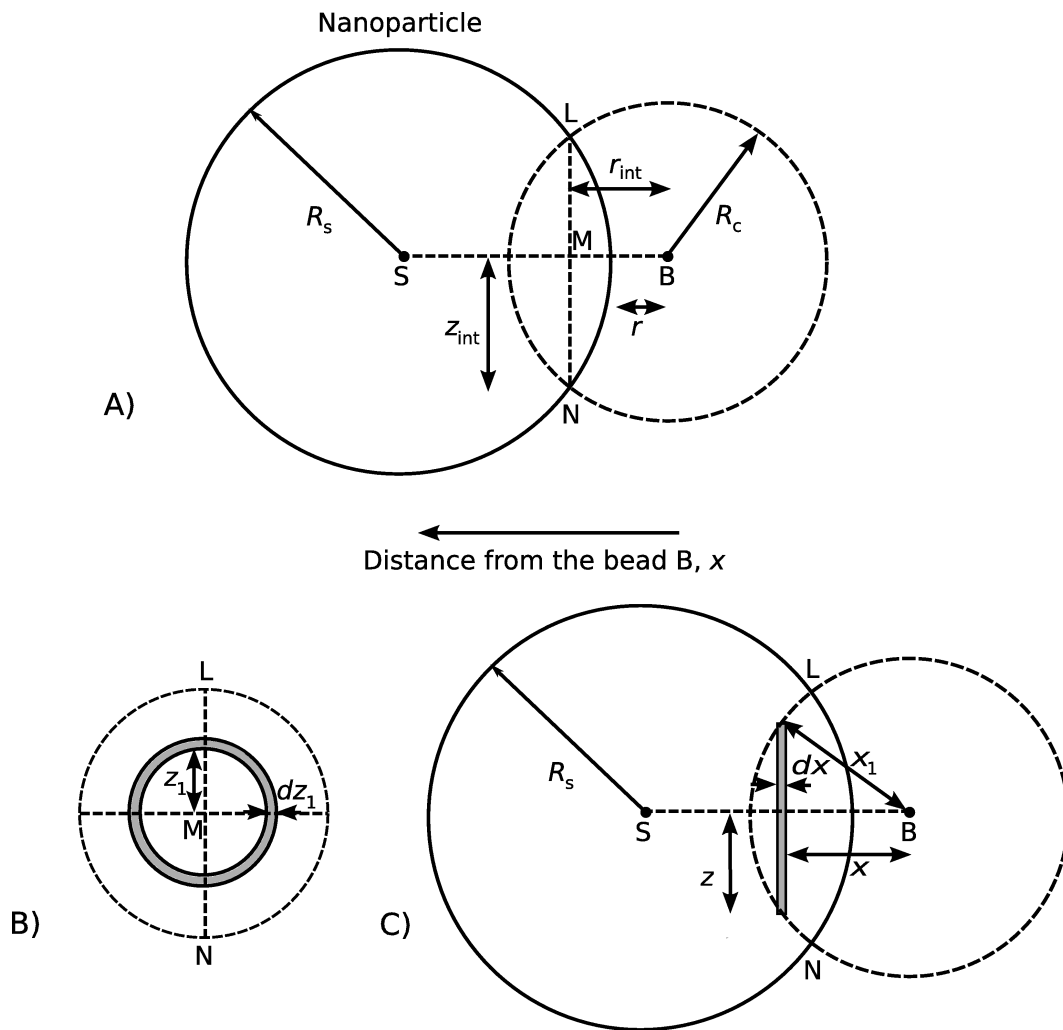 Nanoparticle
L
r_int
R_s
R_c
M
S
B
z_int
r
N
A)
Distance from the bead B, x
L
L
R_s
dx
x_1
z_1
dz_1
M
S
B
z
x
B)
C)
N
N